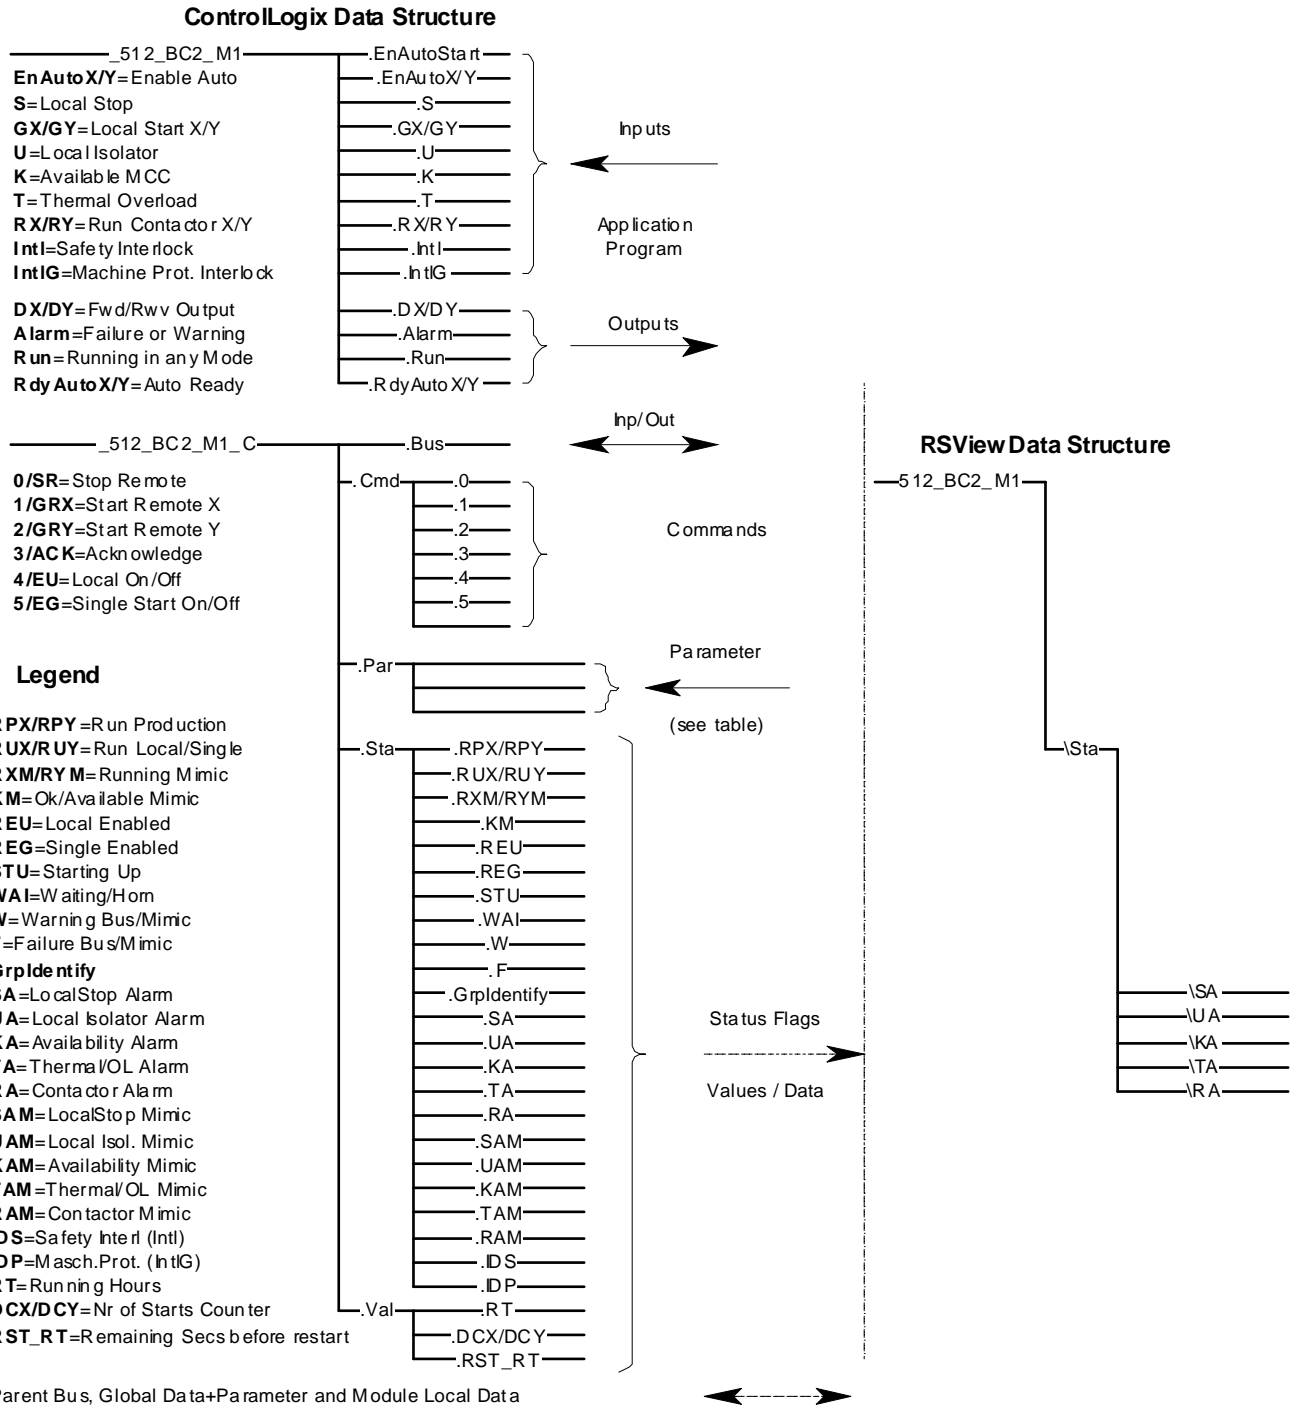 ControlLogix Data Structure
_512_BC2_M1 .EnAutoStart
EnAutoX/Y=Enable Auto .EnAutoX/Y
S=Local Stop .S
GX/GY=Local Start X/Y .GX/GY Inputs
U=Local Isolator .U
K=Available MCC .K
T=Thermal Overload .T
RX/RY=Run Contactor X/Y .RX/RY Application
Intl=Safety Interlock .Intl Program
IntlG=Machine Prot. Interlock .IntlG
DX/DY=Fwd/Rwv Output .DX/DY Outputs
Alarm=Failure or Warning .Alarm
Run=Running in any Mode .Run
RdyAutoX/Y=Auto Ready .RdyAutoX/Y
Inp/Out
_512_BC2_M1_C .Bus RSView Data Structure
0/SR=Stop Remote .Cmd .0 512_BC2_M1
1/GRX=Start Remote X .1
2/GRY=Start Remote Y .2 Commands
3/ACK=Acknowledge .3
4/EU=Local On/Off .4
5/EG=Single Start On/Off .5
Parameter
Legend .Par
(see table)
RPX/RPY=Run Production
RUX/RUY=Run Local/Single .Sta .RPX/RPY \Sta
RXM/RYM=Running Mimic .RUX/RUY
KM=Ok/Available Mimic .RXM/RYM
REU=Local Enabled .KM
REG=Single Enabled .REU
STU=Starting Up .REG
WAI=Waiting/Horn .STU
W=Warning Bus/Mimic .WAI
=Failure Bus/Mimic .W
GrpIdentify .F
SA=LocalStop Alarm .GrpIdentify \SA
UA=Local Isolator Alarm .SA Status Flags \UA
KA=Availability Alarm .UA \KA
TA=Thermal/OL Alarm .KA \TA
RA=Contactor Alarm .TA Values / Data \RA
SAM=LocalStop Mimic .RA
UAM=Local Isol. Mimic .SAM
KAM=Availability Mimic .UAM
TAM=Thermal/OL Mimic .KAM
RAM=Contactor Mimic .TAM
IDS=Safety Interl (Intl) .RAM
IDP=Masch.Prot. (IntlG) .IDS
RT=Running Hours .IDP
DCX/DCY=Nr of Starts Counter .Val .RT
RST_RT=Remaining Secs before restart .DCX/DCY
.RST_RT
Parent Bus, Global Data+Parameter and Module Local Data